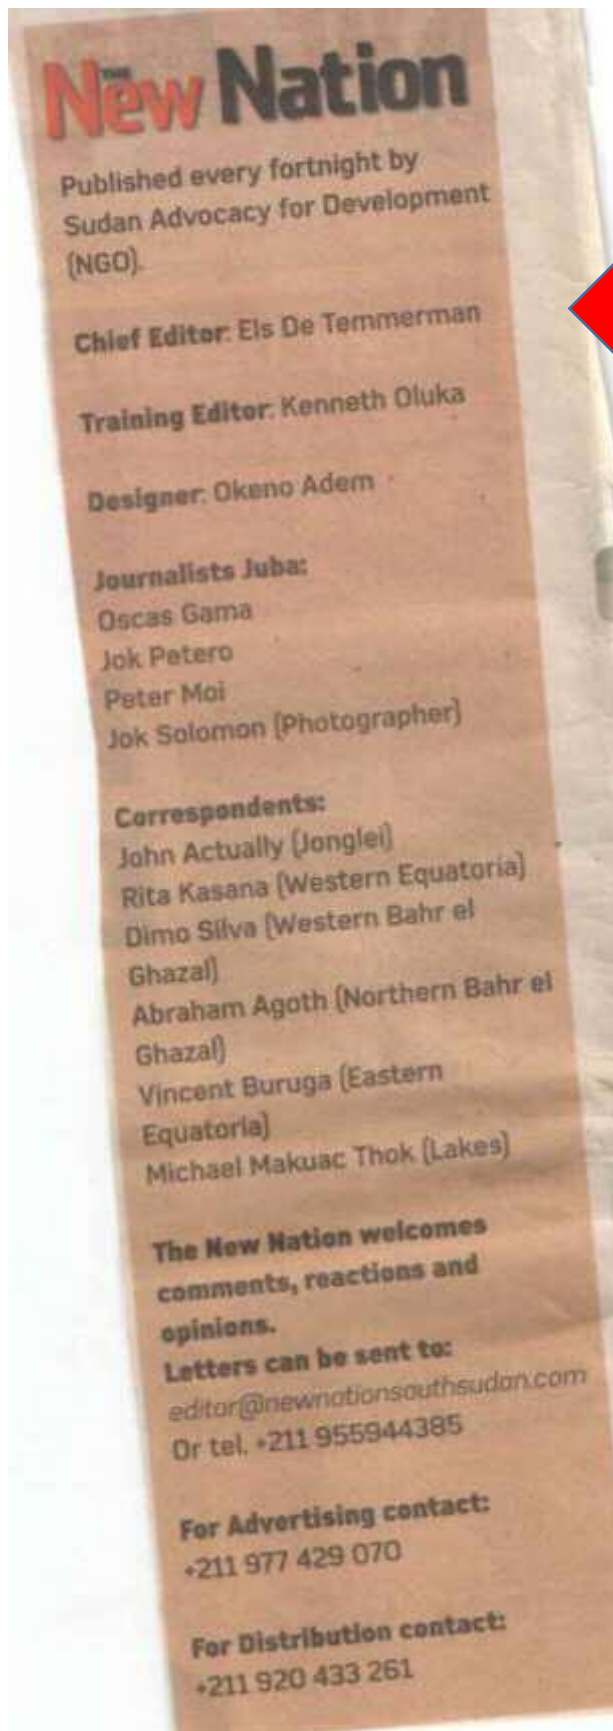 THE New Nation
Published every fortnight by
Sudan Advocacy for Development
(NGO).
Chief Editor: Els De Temmerman
Training Editor: Kenneth Oluka
Designer: Okeno Adem
Journalists Juba:
Oscas Gama
Jok Petero
Peter Moi
Jok Solomon (Photographer)
Correspondents:
John Actually (Jonglei)
Rita Kasana (Western Equatoria)
Dimo Silva (Western Bahr el
Ghazal)
Abraham Agoth (Northern Bahr el
Ghazal)
Vincent Buruga (Eastern
Equatoria)
Michael Makuac Thok (Lakes)
The New Nation welcomes
comments, reactions and
opinions.
Letters can be sent to:
editor@newnationsouthsudan.com
Or tel. +211 955944385
For Advertising contact:
+211 977 429 070
For Distribution contact:
+211 920 433 261